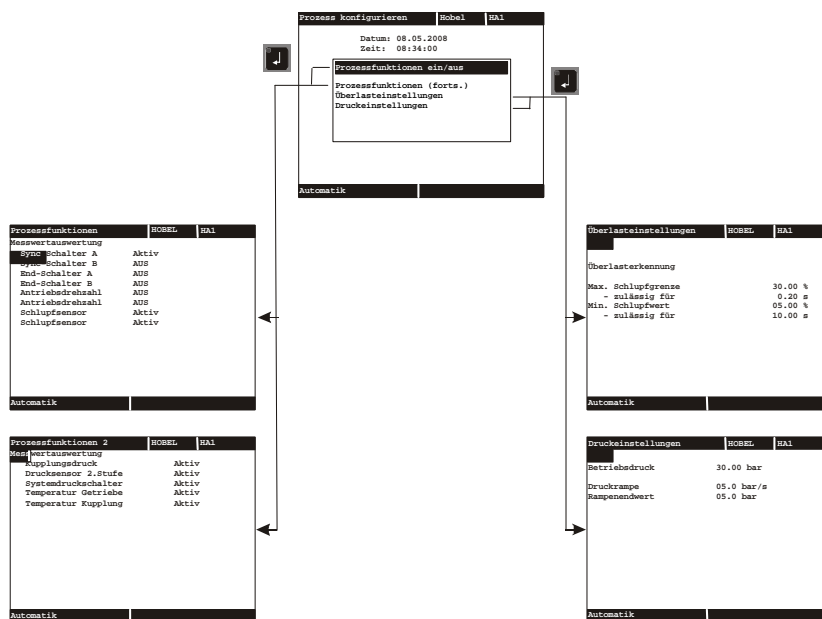 Prozess konfigurieren Hobel HA1
Datum: 08.05.2008
Zeit: 08:34:00
Prozessfunktionen ein/aus
Prozessfunktionen (forts.)
Überlasteinstellungen
Druckeinstellungen
Automatik
Prozessfunktionen HOBEL HA1
Messwertauswertung
Sync Schalter A Aktiv
Sync-Schalter B AUS
End-Schalter A AUS
End-Schalter B AUS
Antriebsdrehzahl AUS
Antriebsdrehzahl AUS
Schlupfsensor Aktiv
Schlupfsensor Aktiv
Automatik
Überlasteinstellungen HOBEL HA1
Überlasterkennung
Max. Schlupfgrenze 30.00 %
- zulässig für 0.20 s
Min. Schlupfwert 05.00 %
- zulässig für 10.00 s
Automatik
Prozessfunktionen 2 HOBEL HA1
Messwertauswertung
Kupplungsdruck Aktiv
Drucksensor 2.Stufe Aktiv
Systemdruckschalter Aktiv
Temperatur Getriebe Aktiv
Temperatur Kupplung Aktiv
Automatik
Druckeinstellungen HOBEL HA1
Betriebsdruck 30.00 bar
Druckrampe 05.0 bar/s
Rampenendwert 05.0 bar
Automatik